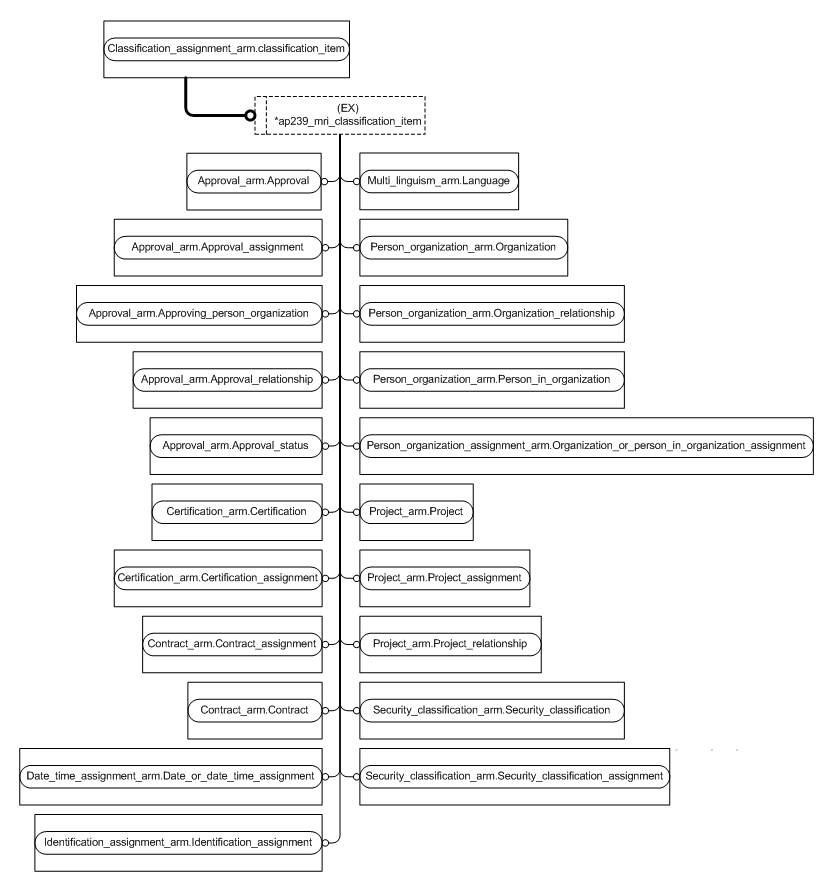 Classification_assignment_arm.classification_item
(EX)
*ap239_mri_classification_item
Approval_arm.Approval
Multi_linguism_arm.Language
Approval_arm.Approval_assignment
Person_organization_arm.Organization
Approval_arm.Approving_person_organization
Person_organization_arm.Organization_relationship
Approval_arm.Approval_relationship
Person_organization_arm.Person_in_organization
Approval_arm.Approval_status
Person_organization_assignment_arm.Organization_or_person_in_organization_assignment
Certification_arm.Certification
Project_arm.Project
Certification_arm.Certification_assignment
Project_arm.Project_assignment
Contract_arm.Contract_assignment
Project_arm.Project_relationship
Contract_arm.Contract
Security_classification_arm.Security_classification
Date_time_assignment_arm.Date_or_date_time_assignment
Security_classification_arm.Security_classification_assignment
Identification_assignment_arm.Identification_assignment